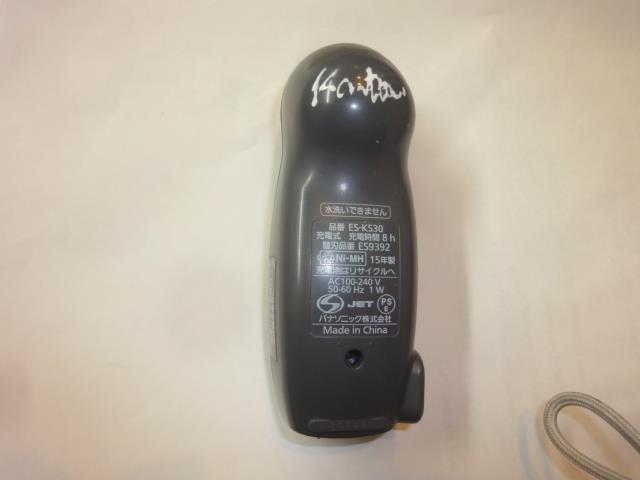 水洗いできません
品番 ES-KS30
充電式 充電時間8h
替刃品番 ES9392
Ni-MH 15年製
充電池はリサイクルへ
AC100-240 V
50-60 Hz 1 W
JET PS E
パナソニック株式会社
Made in China